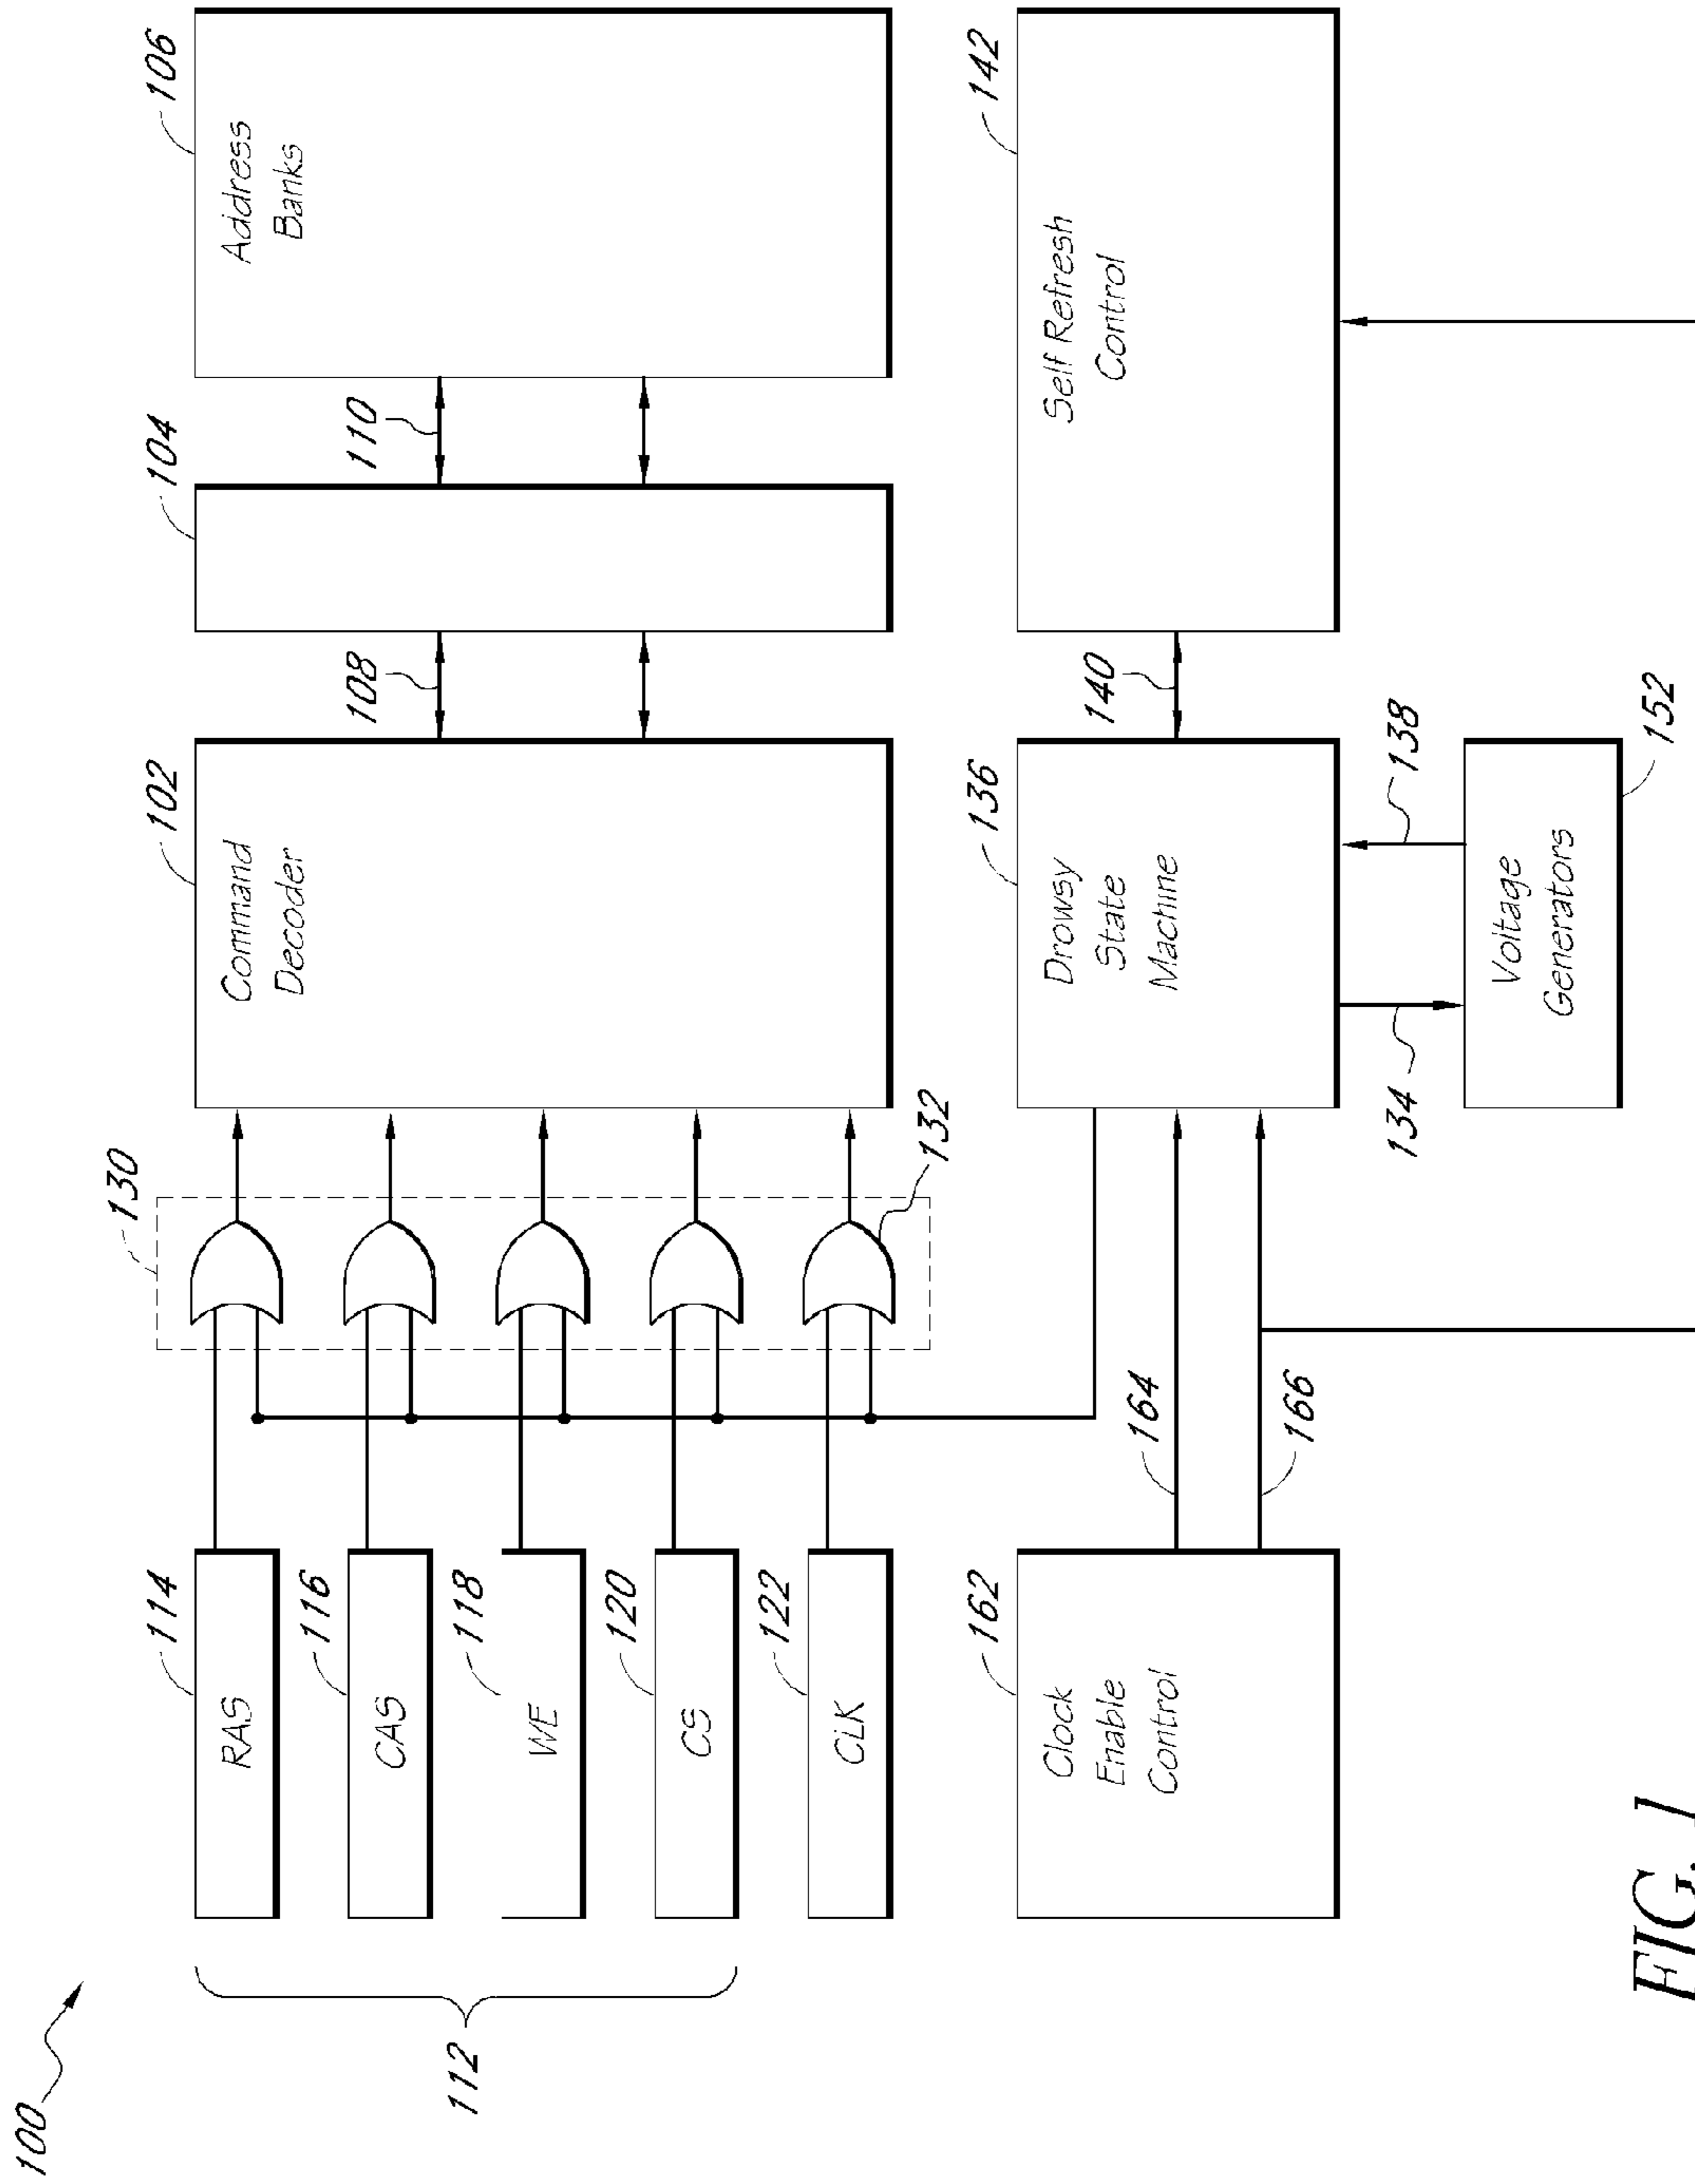 100
112
114
RAS
116
CAS
118
WE
120
CS
122
CLK
130
132
102
Command
Decoder
108
104
110
106
Address
Banks
162
Clock
Enable
Control
164
166
136
Drowsy
State
Machine
134
138
152
Voltage
Generators
140
142
Self Refresh
Control
FIG. 1